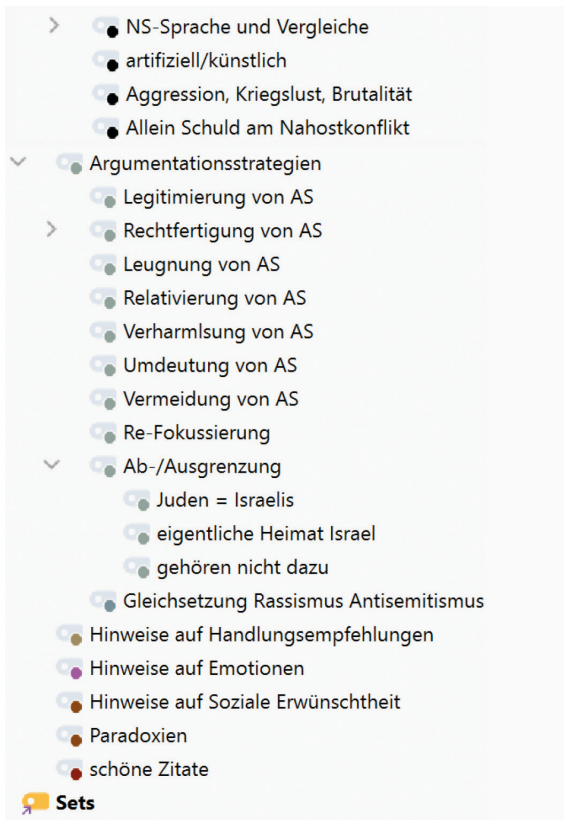 NS-Sprache und Vergleiche
artifiziell/künstlich
Aggression, Kriegslust, Brutalität
Allein Schuld am Nahostkonflikt
Argumentationsstrategien
Legitimierung von AS
Rechtfertigung von AS
Leugnung von AS
Relativierung von AS
Verharmlsung von AS
Umdeutung von AS
Vermeidung von AS
Re-Fokussierung
Ab-/Ausgrenzung
Juden = Israelis
eigentliche Heimat Israel
gehören nicht dazu
Gleichsetzung Rassismus Antisemitismus
Hinweise auf Handlungsempfehlungen
Hinweise auf Emotionen
Hinweise auf Soziale Erwünschtheit
Paradoxien
schöne Zitate
Sets